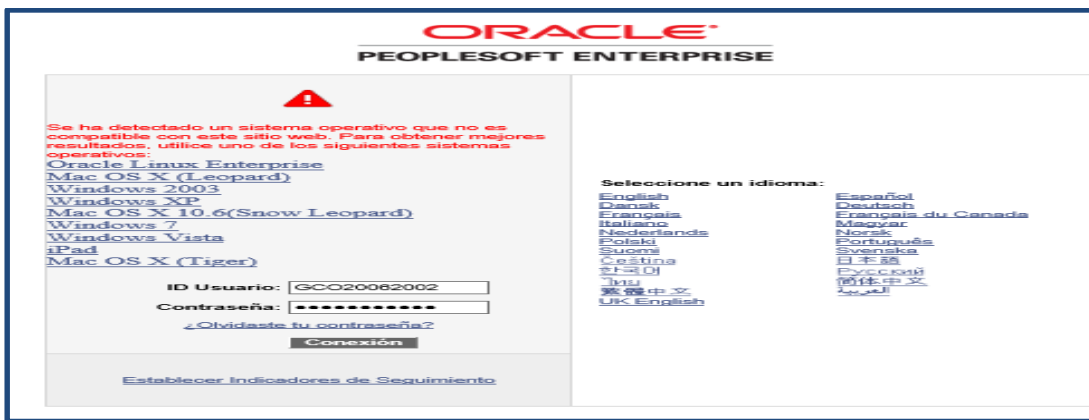 ORACLE
PEOPLESOFT ENTERPRISE
Se ha detectado un sistema operativo que no es
compatible con este sitio web. Para obtener mejores
resultados, utilice uno de los siguientes sistemas
operativos:
Oracle Linux Enterprise
Mac OS X (Leopard)
Windows 2003
Windows XP
Mac OS X 10.6(Snow Leopard)
Windows 7
Windows Vista
iPad
Mac OS X (Tiger)
ID Usuario: GCO20062002
Contraseña: ••••••••••••
¿Olvidaste tu contraseña?
Conexión
Establecer Indicadores de Seguimiento
Seleccione un idioma:
English Español
Dansk Deutsch
Français Français du Canada
Italiano Magyar
Nederlands Norsk
Polski Português
Suomi Svenska
Čeština 日本語
한국어 Русский
ไทย 简体中文
繁體中文 العربية
UK English